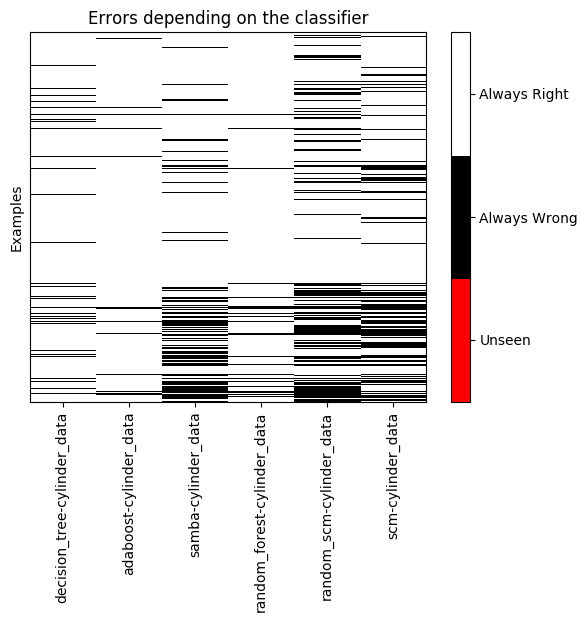 Errors depending on the classifier
Examples
Always Right
Always Wrong
Unseen
decision_tree-cylinder_data
adaboost-cylinder_data
samba-cylinder_data
random_forest-cylinder_data
random_scm-cylinder_data
scm-cylinder_data